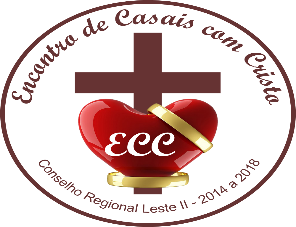 Encontro de Casais com Cristo
ECC
Conselho Regional Leste II - 2014 a 2018